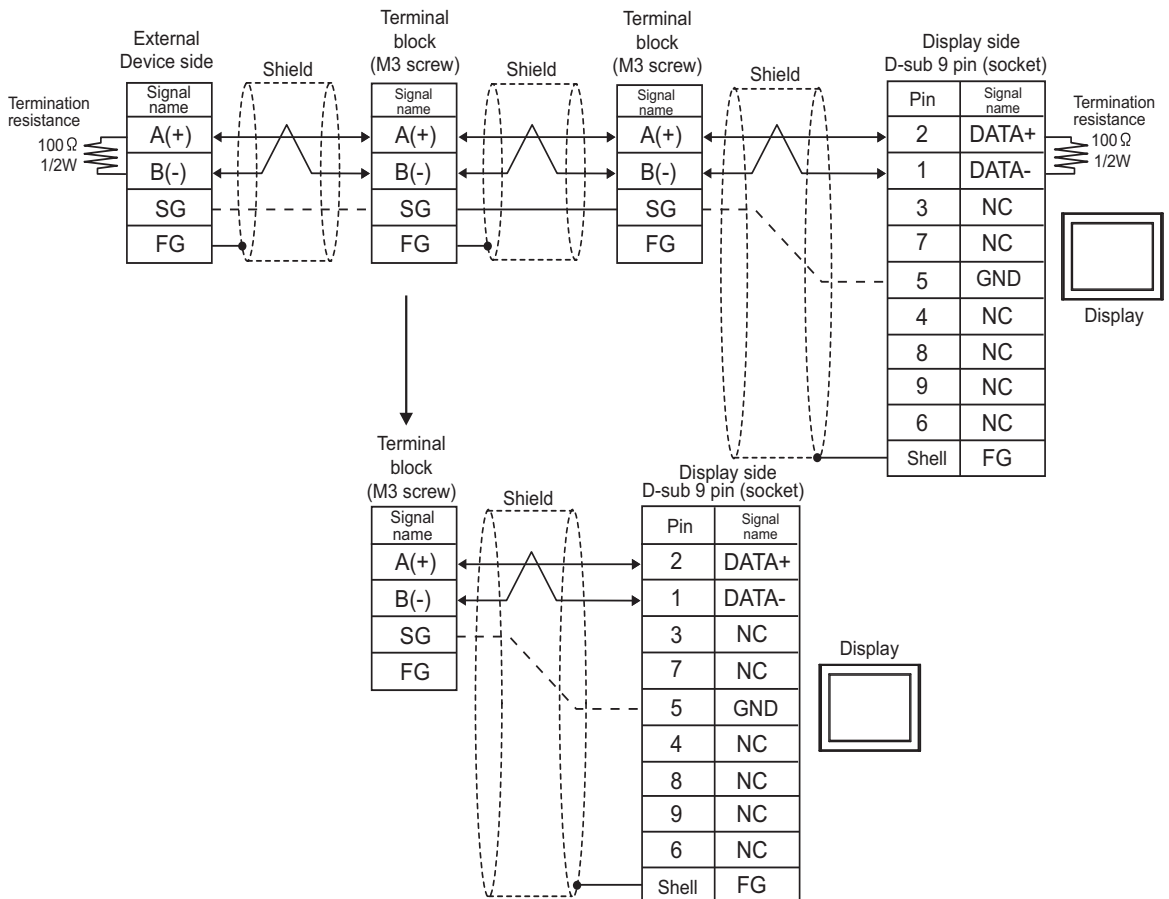 External
Device side
Shield
Terminal
block
(M3 screw)
Shield
Terminal
block
(M3 screw)
Shield
Display side
D-sub 9 pin (socket)
Termination
resistance
100 Ω
1/2W
Signal
name
A(+)
B(-)
SG
FG
Signal
name
A(+)
B(-)
SG
FG
Signal
name
A(+)
B(-)
SG
FG
Pin Signal
name
2 DATA+
1 DATA-
3 NC
7 NC
5 GND
4 NC
8 NC
9 NC
6 NC
Shell FG
Termination
resistance
100 Ω
1/2W
Display
Terminal
block
(M3 screw)
Shield
Display side
D-sub 9 pin (socket)
Signal
name
A(+)
B(-)
SG
FG
Pin Signal
name
2 DATA+
1 DATA-
3 NC
7 NC
5 GND
4 NC
8 NC
9 NC
6 NC
Shell FG
Display